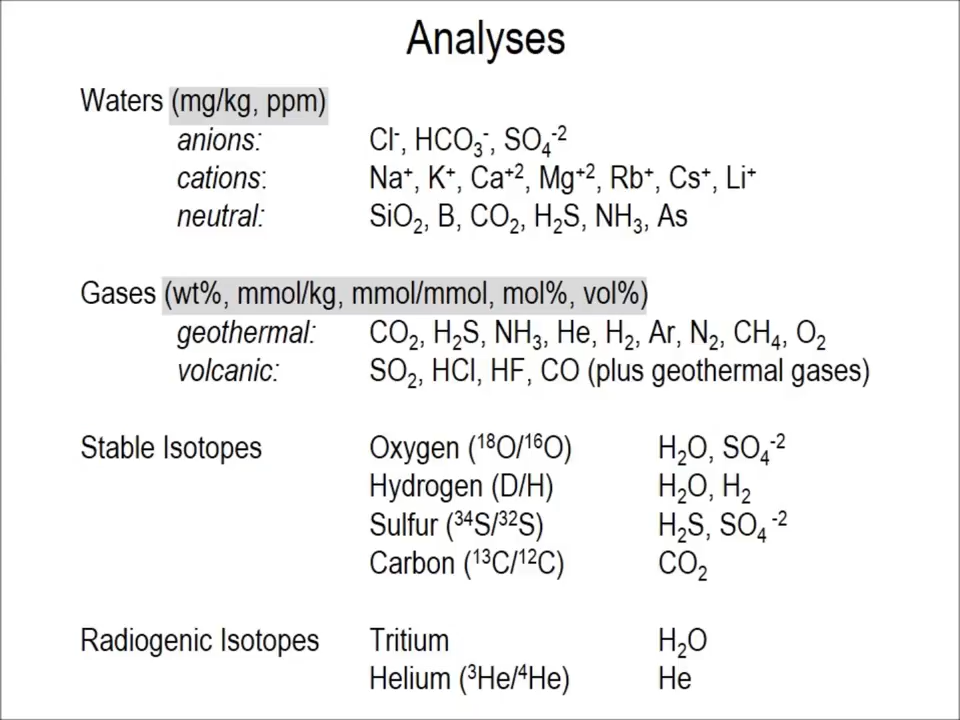 Analyses
Waters (mg/kg, ppm)
anions: Cl⁻, HCO₃⁻, SO₄⁻²
cations: Na⁺, K⁺, Ca⁺², Mg⁺², Rb⁺, Cs⁺, Li⁺
neutral: SiO₂, B, CO₂, H₂S, NH₃, As
Gases (wt%, mmol/kg, mmol/mmol, mol%, vol%)
geothermal: CO₂, H₂S, NH₃, He, H₂, Ar, N₂, CH₄, O₂
volcanic: SO₂, HCl, HF, CO (plus geothermal gases)
Stable Isotopes Oxygen (¹⁸O/¹⁶O) H₂O, SO₄⁻²
Hydrogen (D/H) H₂O, H₂
Sulfur (³⁴S/³²S) H₂S, SO₄⁻²
Carbon (¹³C/¹²C) CO₂
Radiogenic Isotopes Tritium H₂O
Helium (³He/⁴He) He